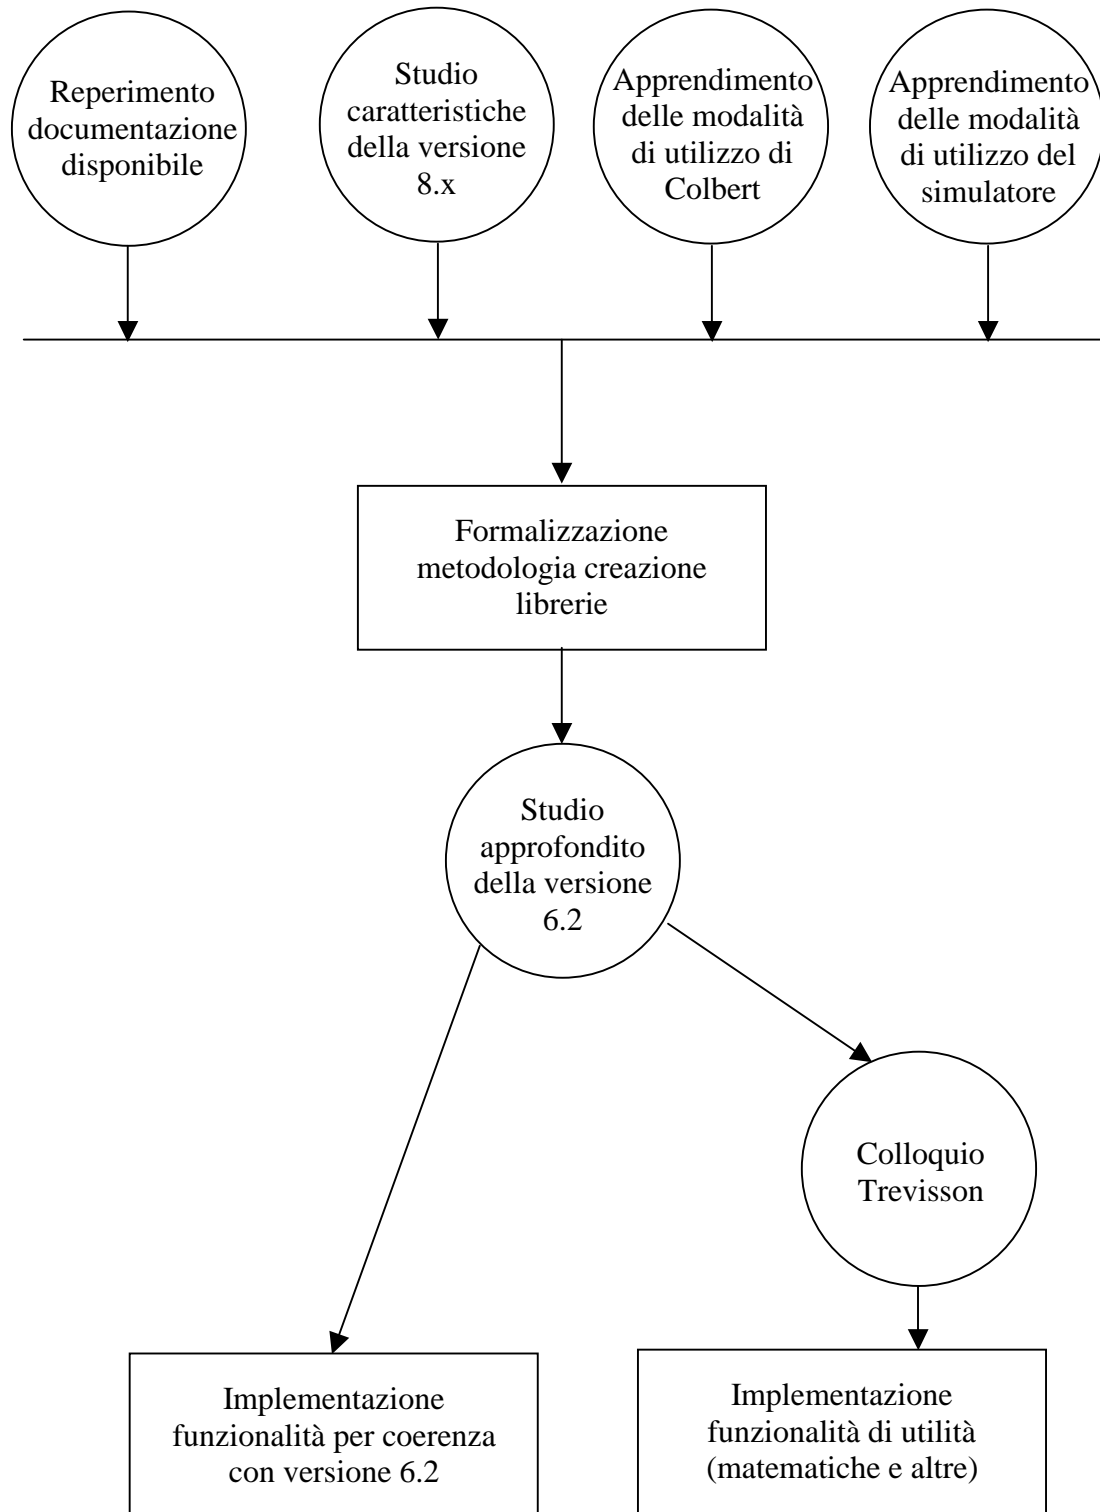 Reperimento
documentazione
disponibile
Studio
caratteristiche
della versione
8.x
Apprendimento
delle modalità
di utilizzo di
Colbert
Apprendimento
delle modalità
di utilizzo del
simulatore
Formalizzazione
metodologia creazione
librerie
Studio
approfondito
della versione
6.2
Colloquio
Trevisson
Implementazione
funzionalità per coerenza
con versione 6.2
Implementazione
funzionalità di utilità
(matematiche e altre)